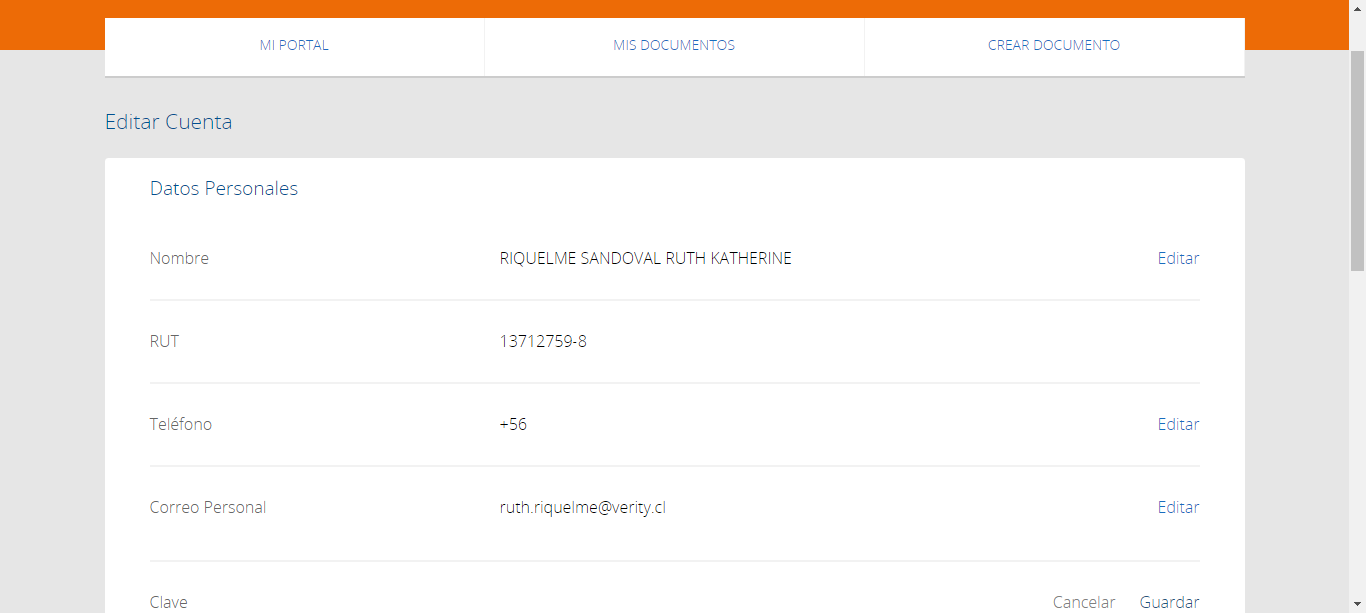 MI PORTAL MIS DOCUMENTOS CREAR DOCUMENTO
Editar Cuenta
Datos Personales
Nombre RIQUELME SANDOVAL RUTH KATHERINE Editar
RUT 13712759-8
Teléfono +56 Editar
Correo Personal ruth.riquelme@verity.cl Editar
Clave Cancelar Guardar